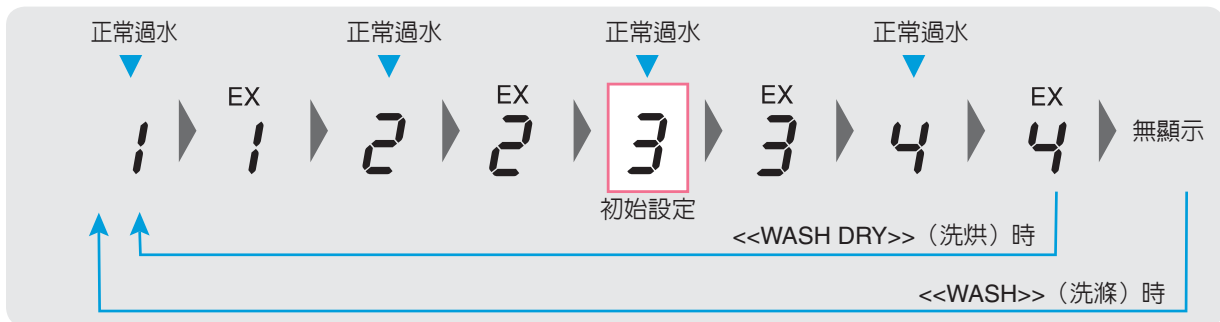 正常過水 正常過水 正常過水 正常過水
EX EX EX EX
1 1 2 2 3 3 4 4 無顯示
初始設定
<<WASH DRY>>（洗烘）時
<<WASH>>（洗滌）時